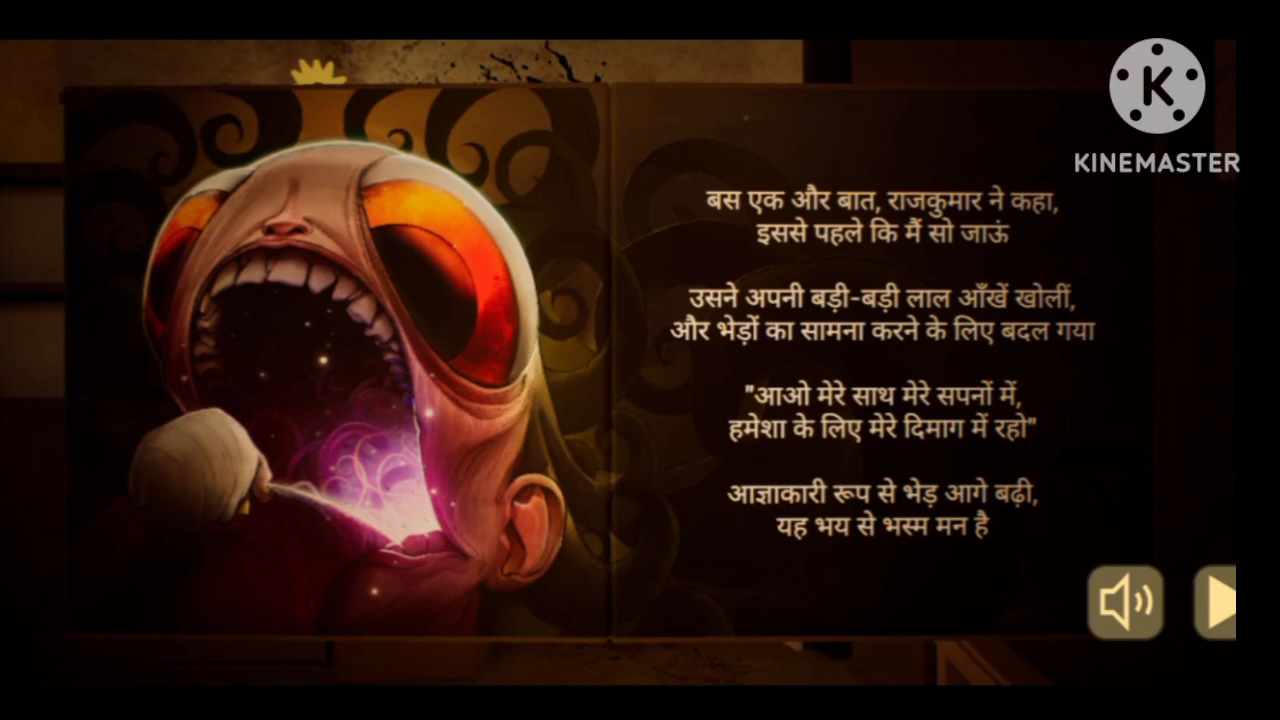 KINEMASTER
बस एक और बात, राजकुमार ने कहा,
इससे पहले कि मैं सो जाऊं
उसने अपनी बड़ी-बड़ी लाल आँखें खोलीं,
और भेड़ों का सामना करने के लिए बदल गया
"आओ मेरे साथ मेरे सपनों में,
हमेशा के लिए मेरे दिमाग में रहो"
आज्ञाकारी रूप से भेड़ आगे बढ़ी,
यह भय से भस्म मन है